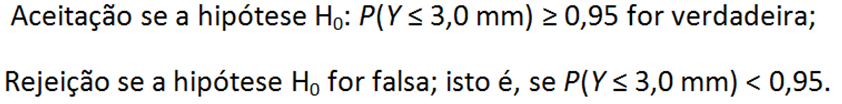 Aceitação se a hipótese H₀: P(Y ≤ 3,0 mm) ≥ 0,95 for verdadeira;
Rejeição se a hipótese H₀ for falsa; isto é, se P(Y ≤ 3,0 mm) < 0,95.